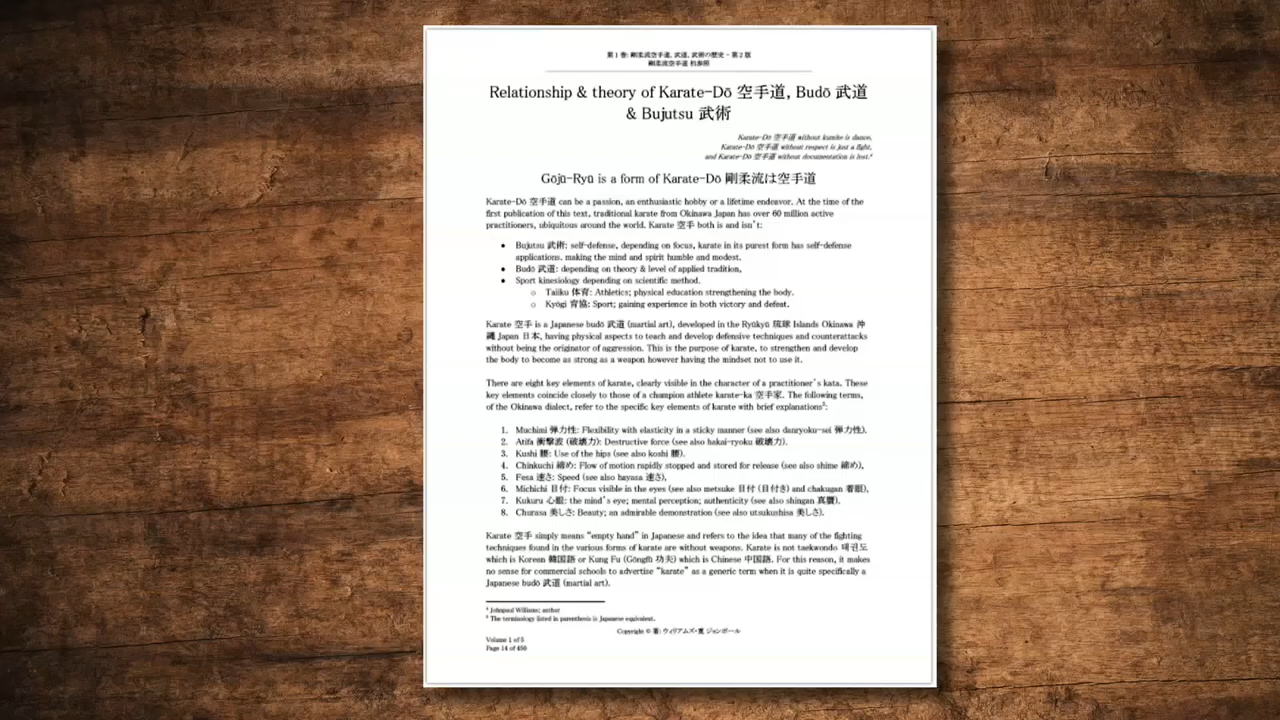 第1巻: 剛柔流空手道, 武道, 武術の歴史 - 第2版
剛柔流空手道 初参照
Relationship & theory of Karate-Dō 空手道, Budō 武道
& Bujutsu 武術
Karate-Dō 空手道 without kumite is dance,
Karate-Dō 空手道 without respect is just a fight,
and Karate-Dō 空手道 without documentation is lost.⁴
Gōjū-Ryū is a form of Karate-Dō 剛柔流は空手道
Karate-Dō 空手道 can be a passion, an enthusiastic hobby or a lifetime endeavor. At the time of the
first publication of this text, traditional karate from Okinawa Japan has over 60 million active
practitioners, ubiquitous around the world. Karate 空手 both is and isn't:
• Bujutsu 武術: self-defense, depending on focus, karate in its purest form has self-defense
applications. making the mind and spirit humble and modest.
• Budō 武道: depending on theory & level of applied tradition,
• Sport kinesiology depending on scientific method.
o Taiiku 体育: Athletics; physical education strengthening the body.
o Kyōgi 育協: Sport; gaining experience in both victory and defeat.
Karate 空手 is a Japanese budō 武道 (martial art), developed in the Ryūkyū 琉球 Islands Okinawa 沖
縄 Japan 日本, having physical aspects to teach and develop defensive techniques and counterattacks
without being the originator of aggression. This is the purpose of karate, to strengthen and develop
the body to become as strong as a weapon however having the mindset not to use it.
There are eight key elements of karate, clearly visible in the character of a practitioner's kata. These
key elements coincide closely to those of a champion athlete karate-ka 空手家. The following terms,
of the Okinawa dialect, refer to the specific key elements of karate with brief explanations⁵:
1. Muchimi 弾力性: Flexibility with elasticity in a sticky manner (see also danryoku-sei 弾力性).
2. Atifa 衝撃波 (破壊力): Destructive force (see also hakai-ryoku 破壊力).
3. Kushi 腰: Use of the hips (see also koshi 腰).
4. Chinkuchi 締め: Flow of motion rapidly stopped and stored for release (see also shime 締め),
5. Fesa 速さ: Speed (see also hayasa 速さ),
6. Michichi 目付: Focus visible in the eyes (see also metsuke 目付 (目付き) and chakugan 着眼),
7. Kukuru 心眼: the mind's eye; mental perception; authenticity (see also shingan 真贋).
8. Churasa 美しさ: Beauty; an admirable demonstration (see also utsukushisa 美しさ).
Karate 空手 simply means "empty hand" in Japanese and refers to the idea that many of the fighting
techniques found in the various forms of karate are without weapons. Karate is not taekwondo 태권도
which is Korean 韓国語 or Kung Fu (Gōngfū 功夫) which is Chinese 中国語. For this reason, it makes
no sense for commercial schools to advertise "karate" as a generic term when it is quite specifically a
Japanese budō 武道 (martial art).
⁴ Johnpaul Williams; author
⁵ The terminology listed in parenthesis is Japanese equivalent.
Copyright © 著: ウィリアムズ・葉 ジョンポール
Volume 1 of 5
Page 14 of 450